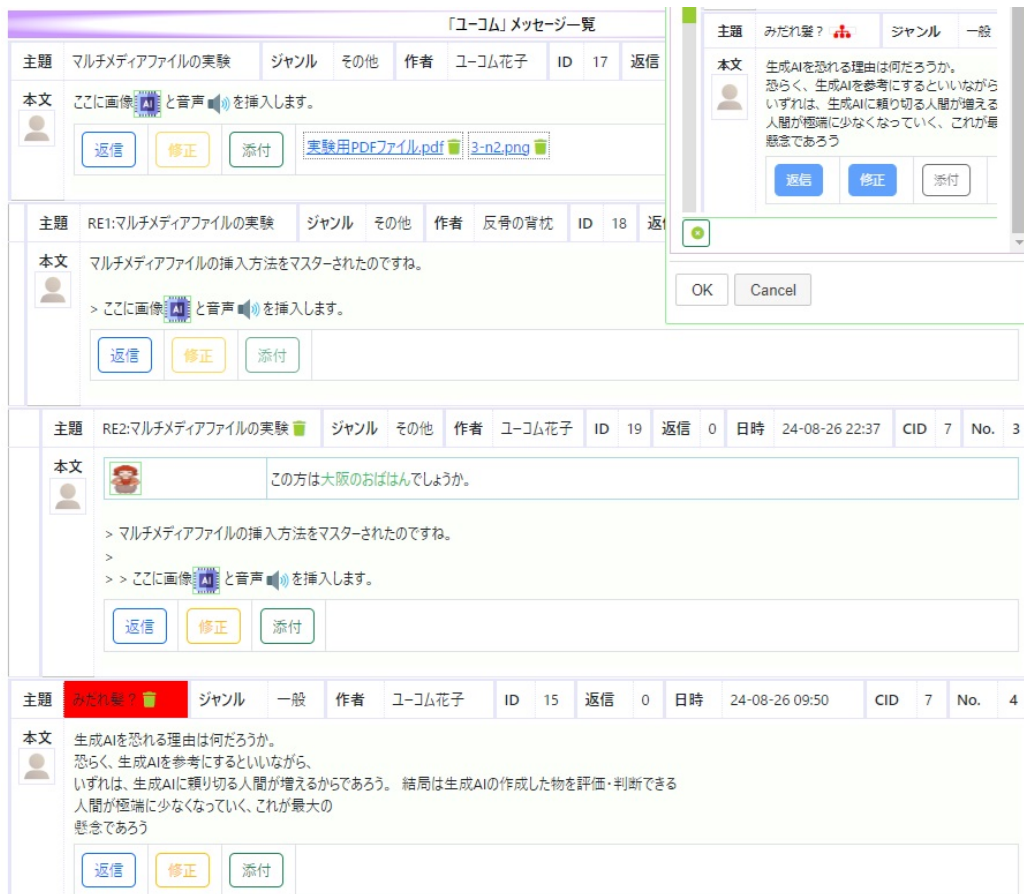 「ユーコム」メッセージ一覧
主題 マルチメディアファイルの実験 ジャンル その他 作者 ユーコム花子 ID 17 返信
本文 ここに画像 AI と音声 を挿入します。
返信 修正 添付 実験用PDFファイル.pdf 3-n2.png
主題 RE1:マルチメディアファイルの実験 ジャンル その他 作者 反骨の背枕 ID 18
本文 マルチメディアファイルの挿入方法をマスターされたのですね。
> ここに画像 AI と音声 を挿入します。
返信 修正 添付
主題 みだれ髪？ ジャンル 一般
本文 生成AIを恐れる理由は何だろうか。
恐らく、生成AIを参考にするといいながら
いずれは、生成AIに頼り切る人間が増える
人間が極端に少なくなっていく、これが最
懸念であろう
返信 修正 添付
OK Cancel
主題 RE2:マルチメディアファイルの実験 ジャンル その他 作者 ユーコム花子 ID 19 返信 0 日時 24-08-26 22:37 CID 7 No. 3
本文 この方は大阪のおばはんでしょうか。
> マルチメディアファイルの挿入方法をマスターされたのですね。
>
> > ここに画像 AI と音声 を挿入します。
返信 修正 添付
主題 みだれ髪？ ジャンル 一般 作者 ユーコム花子 ID 15 返信 0 日時 24-08-26 09:50 CID 7 No. 4
本文 生成AIを恐れる理由は何だろうか。
恐らく、生成AIを参考にするといいながら、
いずれは、生成AIに頼り切る人間が増えるからであろう。 結局は生成AIの作成した物を評価・判断できる
人間が極端に少なくなっていく、これが最大の
懸念であろう
返信 修正 添付